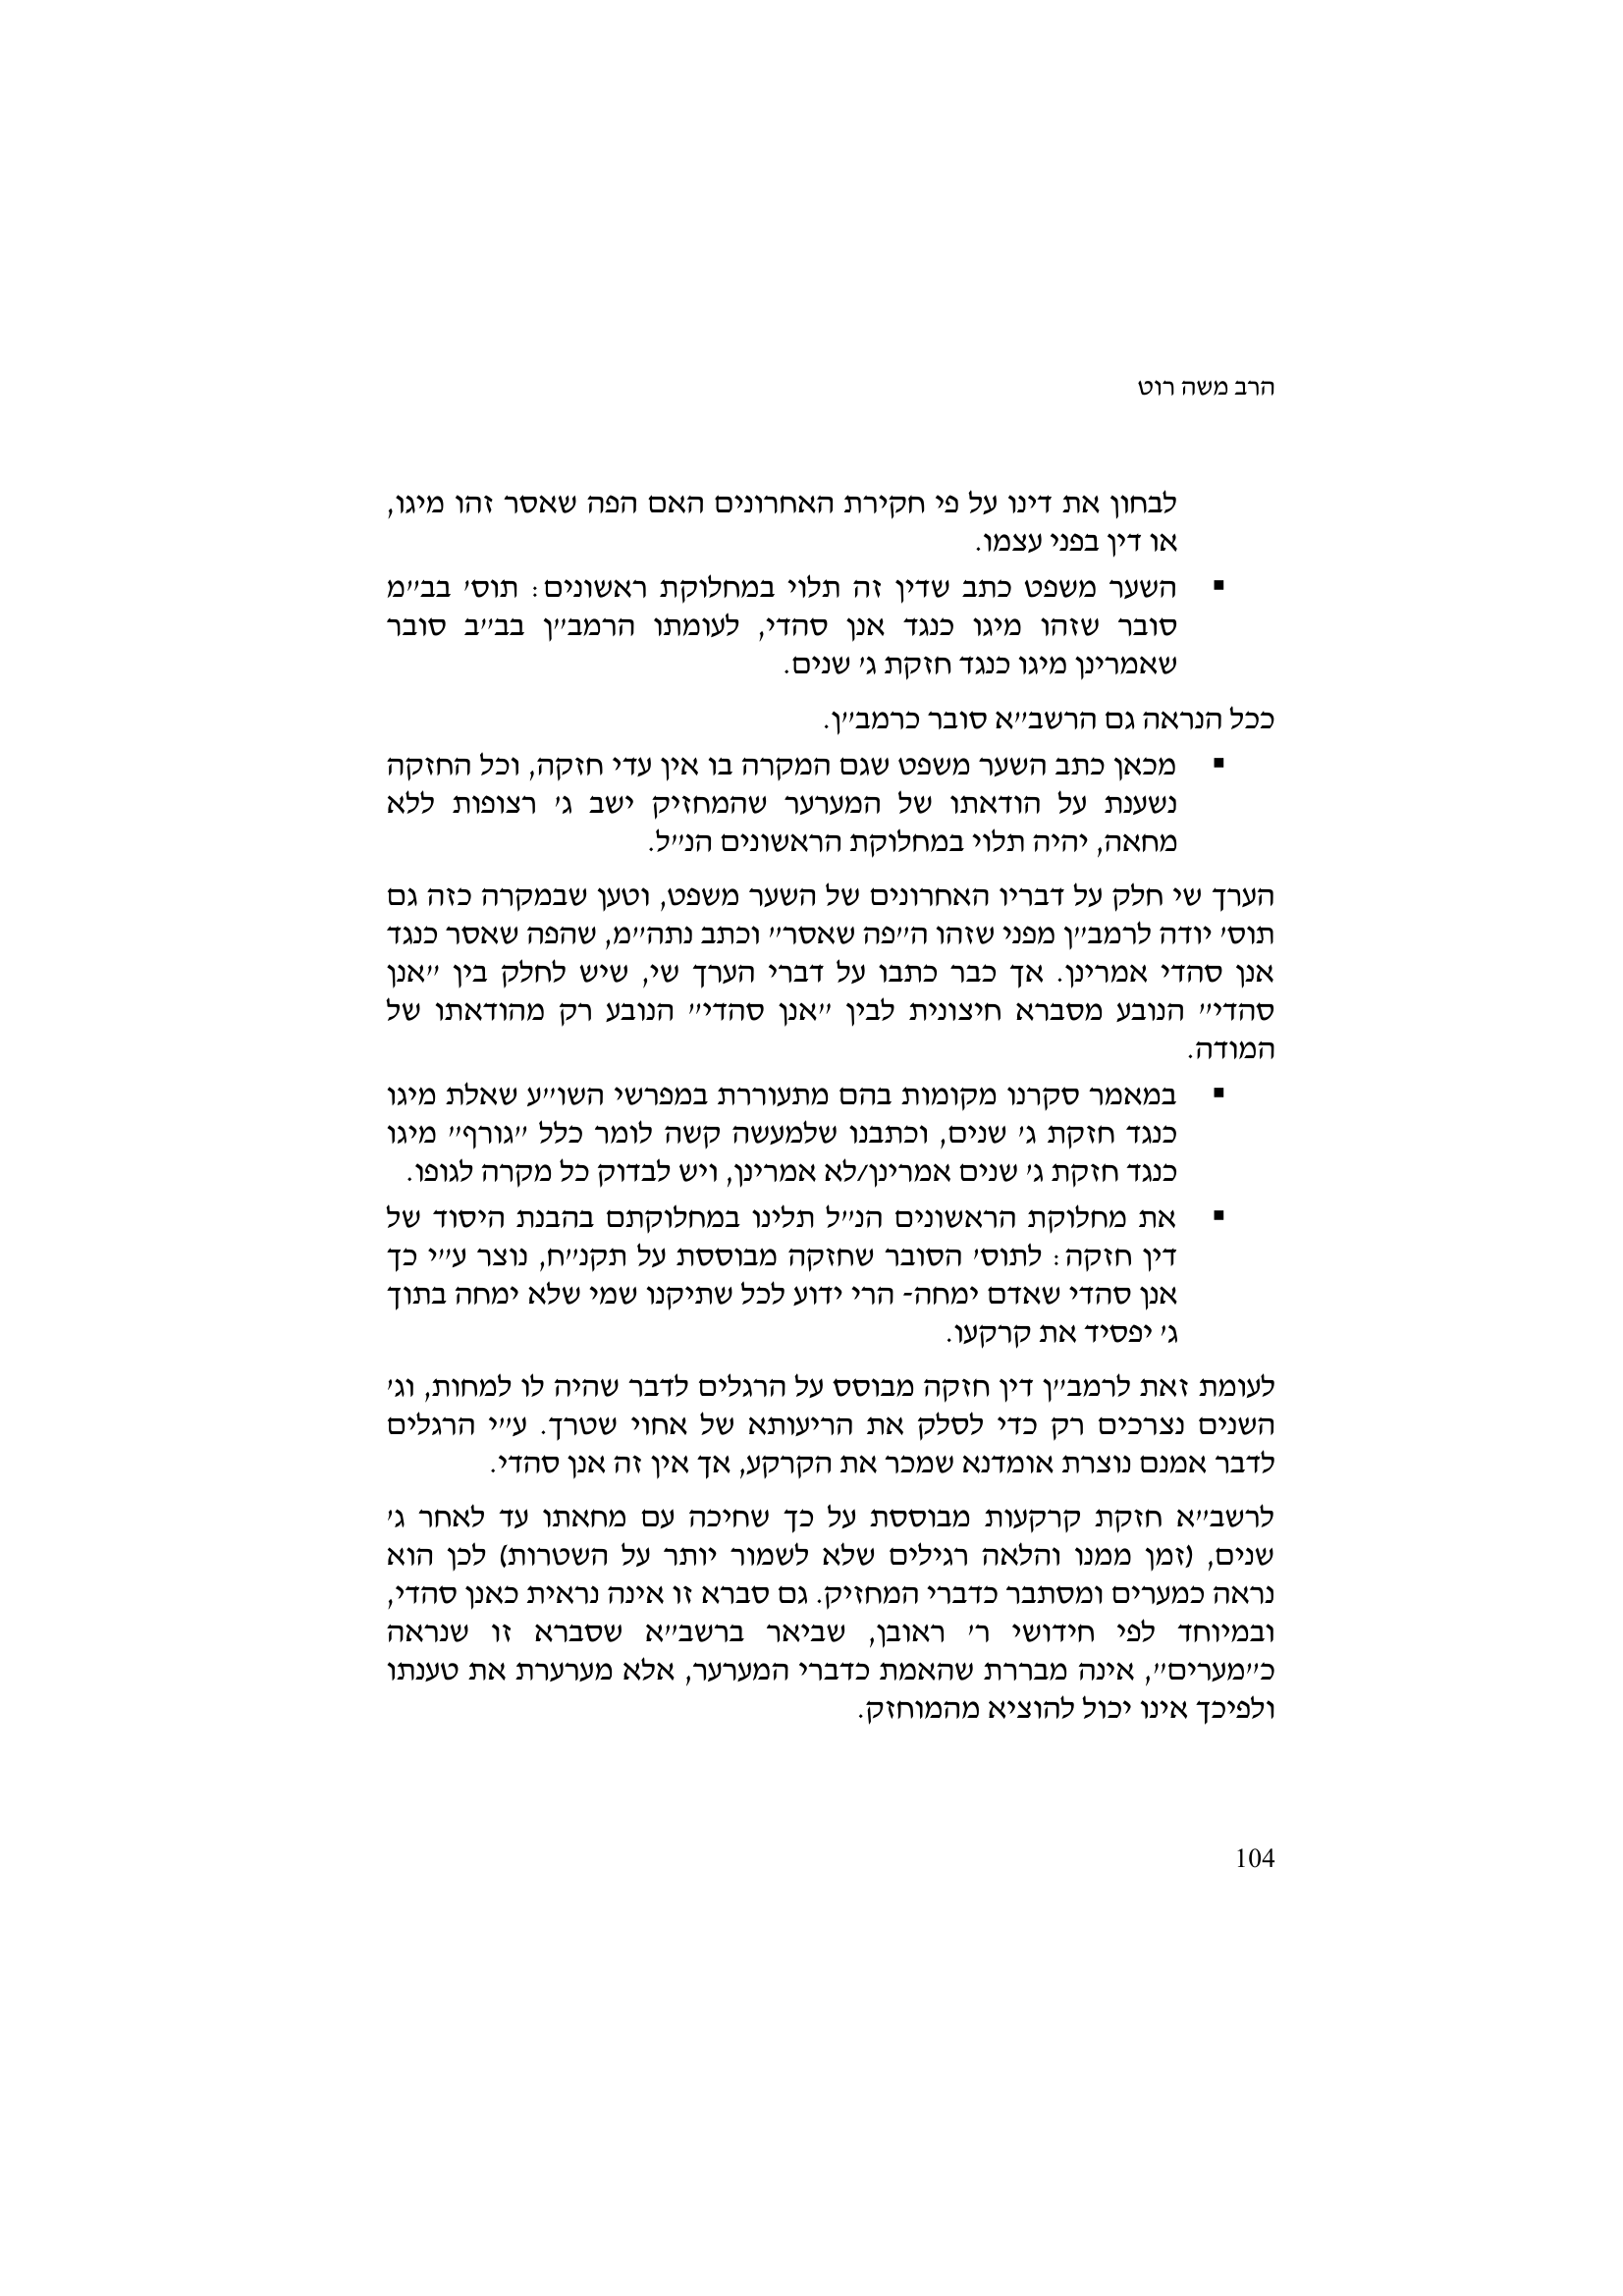 הרב משה רוט
לבחון את דינו על פי חקירת האחרונים האם הפה שאסר זהו מיגו,
או דין בפני עצמו.
▪ השער משפט כתב שדין זה תלוי במחלוקת ראשונים: תוס' בב"מ
סובר שזהו מיגו כנגד אנן סהדי, לעומתו הרמב"ן בב"ב סובר
שאמרינן מיגו כנגד חזקת ג' שנים.
ככל הנראה גם הרשב"א סובר כרמב"ן.
▪ מכאן כתב השער משפט שגם המקרה בו אין עדי חזקה, וכל החזקה
נשענת על הודאתו של המערער שהמחזיק ישב ג' רצופות ללא
מחאה, יהיה תלוי במחלוקת הראשונים הנ"ל.
הערך שי חלק על דבריו האחרונים של השער משפט, וטען שבמקרה כזה גם
תוס' יודה לרמב"ן מפני שזהו ה"פה שאסר" וכתב נתה"מ, שהפה שאסר כנגד
אנן סהדי אמרינן. אך כבר כתבו על דברי הערך שי, שיש לחלק בין "אנן
סהדי" הנובע מסברא חיצונית לבין "אנן סהדי" הנובע רק מהודאתו של
המודה.
▪ במאמר סקרנו מקומות בהם מתעוררת במפרשי השו"ע שאלת מיגו
כנגד חזקת ג' שנים, וכתבנו שלמעשה קשה לומר כלל "גורף" מיגו
כנגד חזקת ג' שנים אמרינן/לא אמרינן, ויש לבדוק כל מקרה לגופו.
▪ את מחלוקת הראשונים הנ"ל תלינו במחלוקתם בהבנת היסוד של
דין חזקה: לתוס' הסובר שחזקה מבוססת על תקנ"ח, נוצר ע"י כך
אנן סהדי שאדם ימחה- הרי ידוע לכל שתיקנו שמי שלא ימחה בתוך
ג' יפסיד את קרקעו.
לעומת זאת לרמב"ן דין חזקה מבוסס על הרגלים לדבר שהיה לו למחות, וג'
השנים נצרכים רק כדי לסלק את הריעותא של אחוי שטרך. ע"י הרגלים
לדבר אמנם נוצרת אומדנא שמכר את הקרקע, אך אין זה אנן סהדי.
לרשב"א חזקת קרקעות מבוססת על כך שחיכה עם מחאתו עד לאחר ג'
שנים, (זמן ממנו והלאה רגילים שלא לשמור יותר על השטרות) לכן הוא
נראה כמערים ומסתבר כדברי המחזיק. גם סברא זו אינה נראית כאנן סהדי,
ובמיוחד לפי חידושי ר' ראובן, שביאר ברשב"א שסברא זו שנראה
כ"מערים", אינה מבררת שהאמת כדברי המערער, אלא מערערת את טענתו
ולפיכך אינו יכול להוציא מהמוחזק.
104